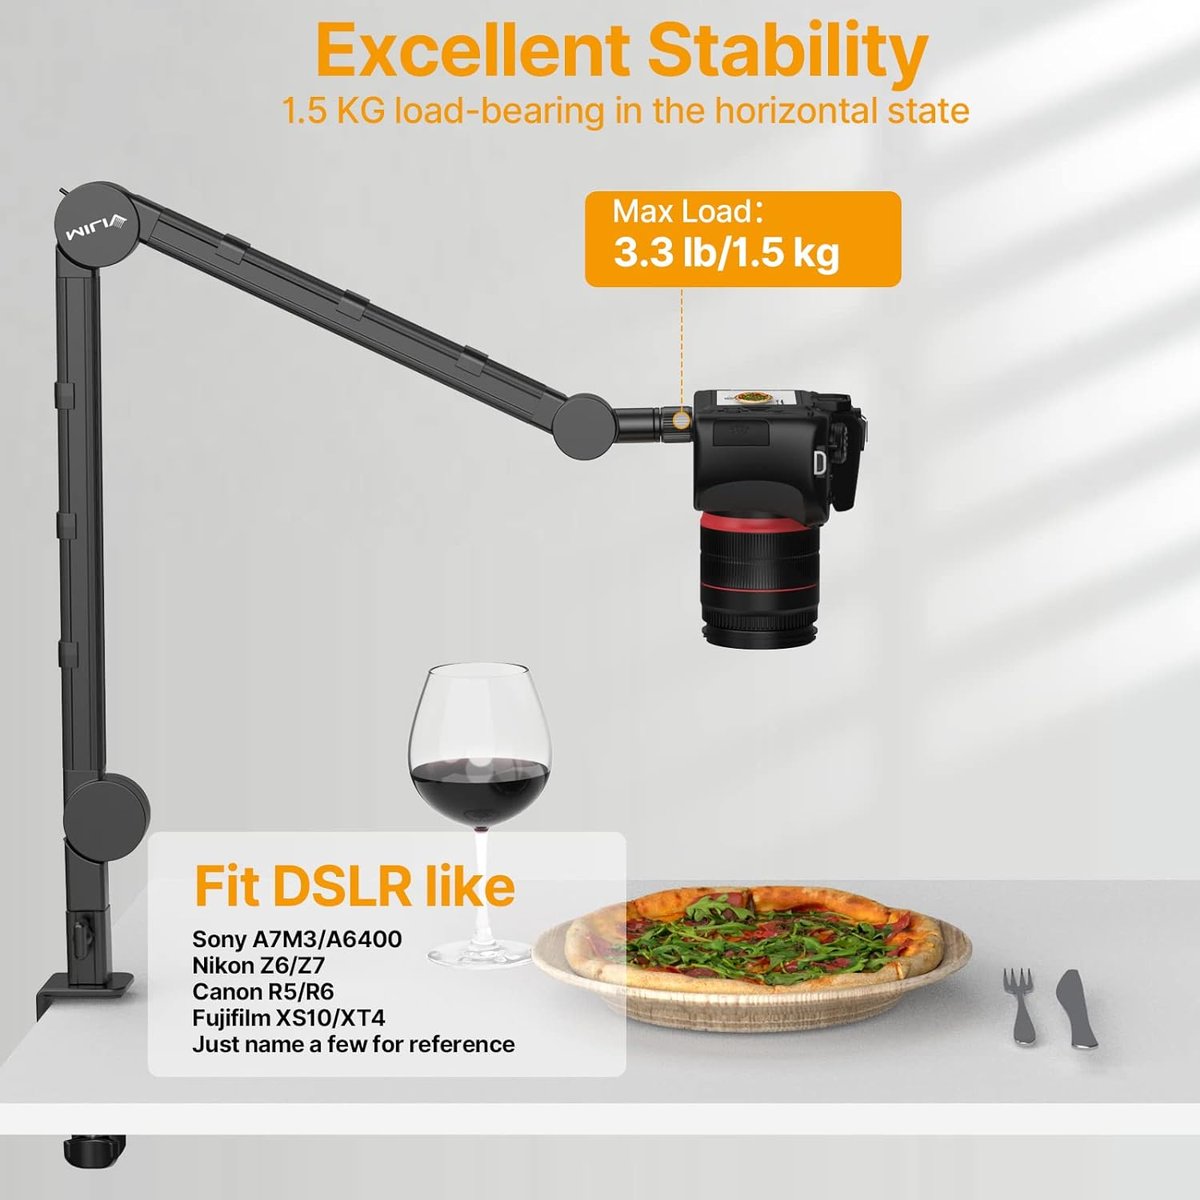 Excellent Stability
1.5 KG load-bearing in the horizontal state
Max Load:
3.3 lb/1.5 kg
ULIM
D
Fit DSLR like
Sony A7M3/A6400
Nikon Z6/Z7
Canon R5/R6
Fujifilm XS10/XT4
Just name a few for reference